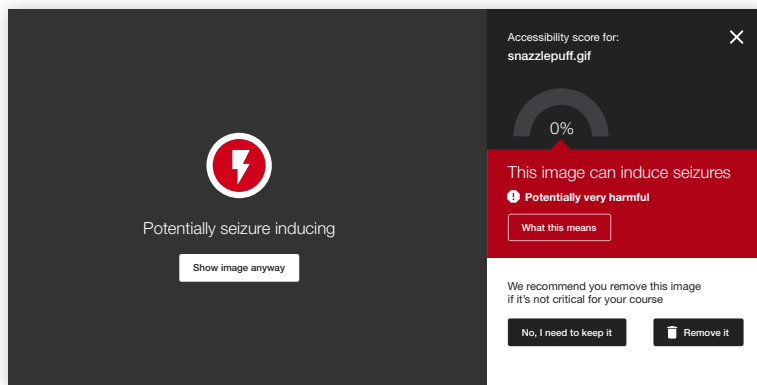 Potentially seizure inducing
Show image anyway
Accessibility score for:
snazzlepuff.gif
0%
This image can induce seizures
Potentially very harmful
What this means
We recommend you remove this image
if it's not critical for your course
No, I need to keep it
Remove it